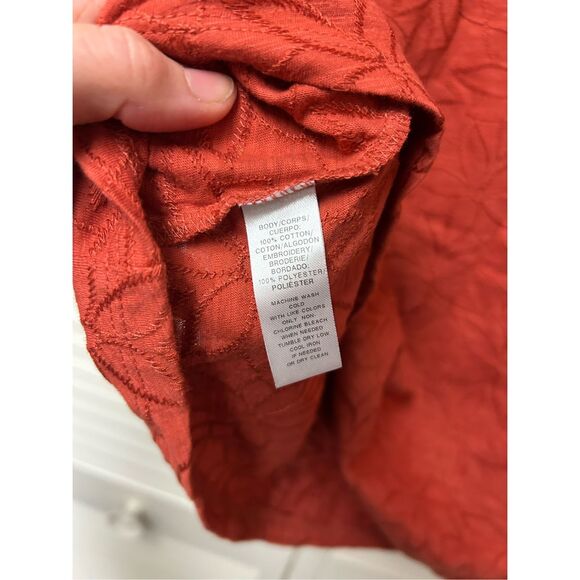 BODY/CORPS/
CUERPO:
100% COTTON/
COTON/ALGODON
EMBROIDERY/
BRODERIE/
BORDADO:
100% POLYESTER/
POLIÉSTER
MACHINE WASH
COLD
WITH LIKE COLORS
ONLY NON-
CHLORINE BLEACH
WHEN NEEDED
TUMBLE DRY LOW
COOL IRON
IF NEEDED
OR DRY CLEAN